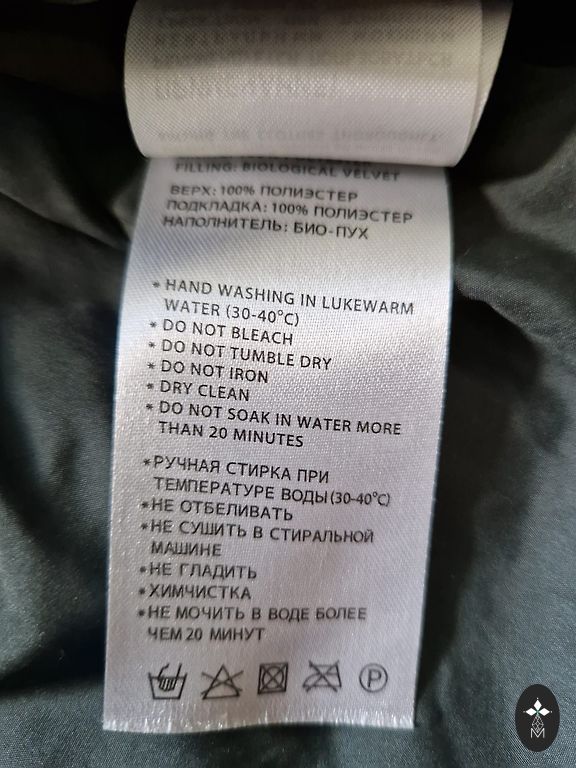 FILLING: BIOLOGICAL VELVET
ВЕРХ: 100% ПОЛИЭСТЕР
ПОДКЛАДКА: 100% ПОЛИЭСТЕР
НАПОЛНИТЕЛЬ: БИО-ПУХ
* HAND WASHING IN LUKEWARM
WATER (30-40°C)
* DO NOT BLEACH
* DO NOT TUMBLE DRY
* DO NOT IRON
* DRY CLEAN
* DO NOT SOAK IN WATER MORE
THAN 20 MINUTES
*РУЧНАЯ СТИРКА ПРИ
ТЕМПЕРАТУРЕ ВОДЫ (30-40°C)
*НЕ ОТБЕЛИВАТЬ
*НЕ СУШИТЬ В СТИРАЛЬНОЙ
МАШИНЕ
*НЕ ГЛАДИТЬ
*ХИМЧИСТКА
*НЕ МОЧИТЬ В ВОДЕ БОЛЕЕ
ЧЕМ 20 МИНУТ
P
M